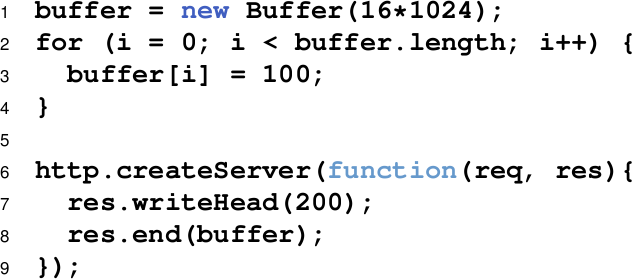 1 buffer = new Buffer(16*1024);
2 for (i = 0; i < buffer.length; i++) {
3   buffer[i] = 100;
4 }
5
6 http.createServer(function(req, res){
7   res.writeHead(200);
8   res.end(buffer);
9 });